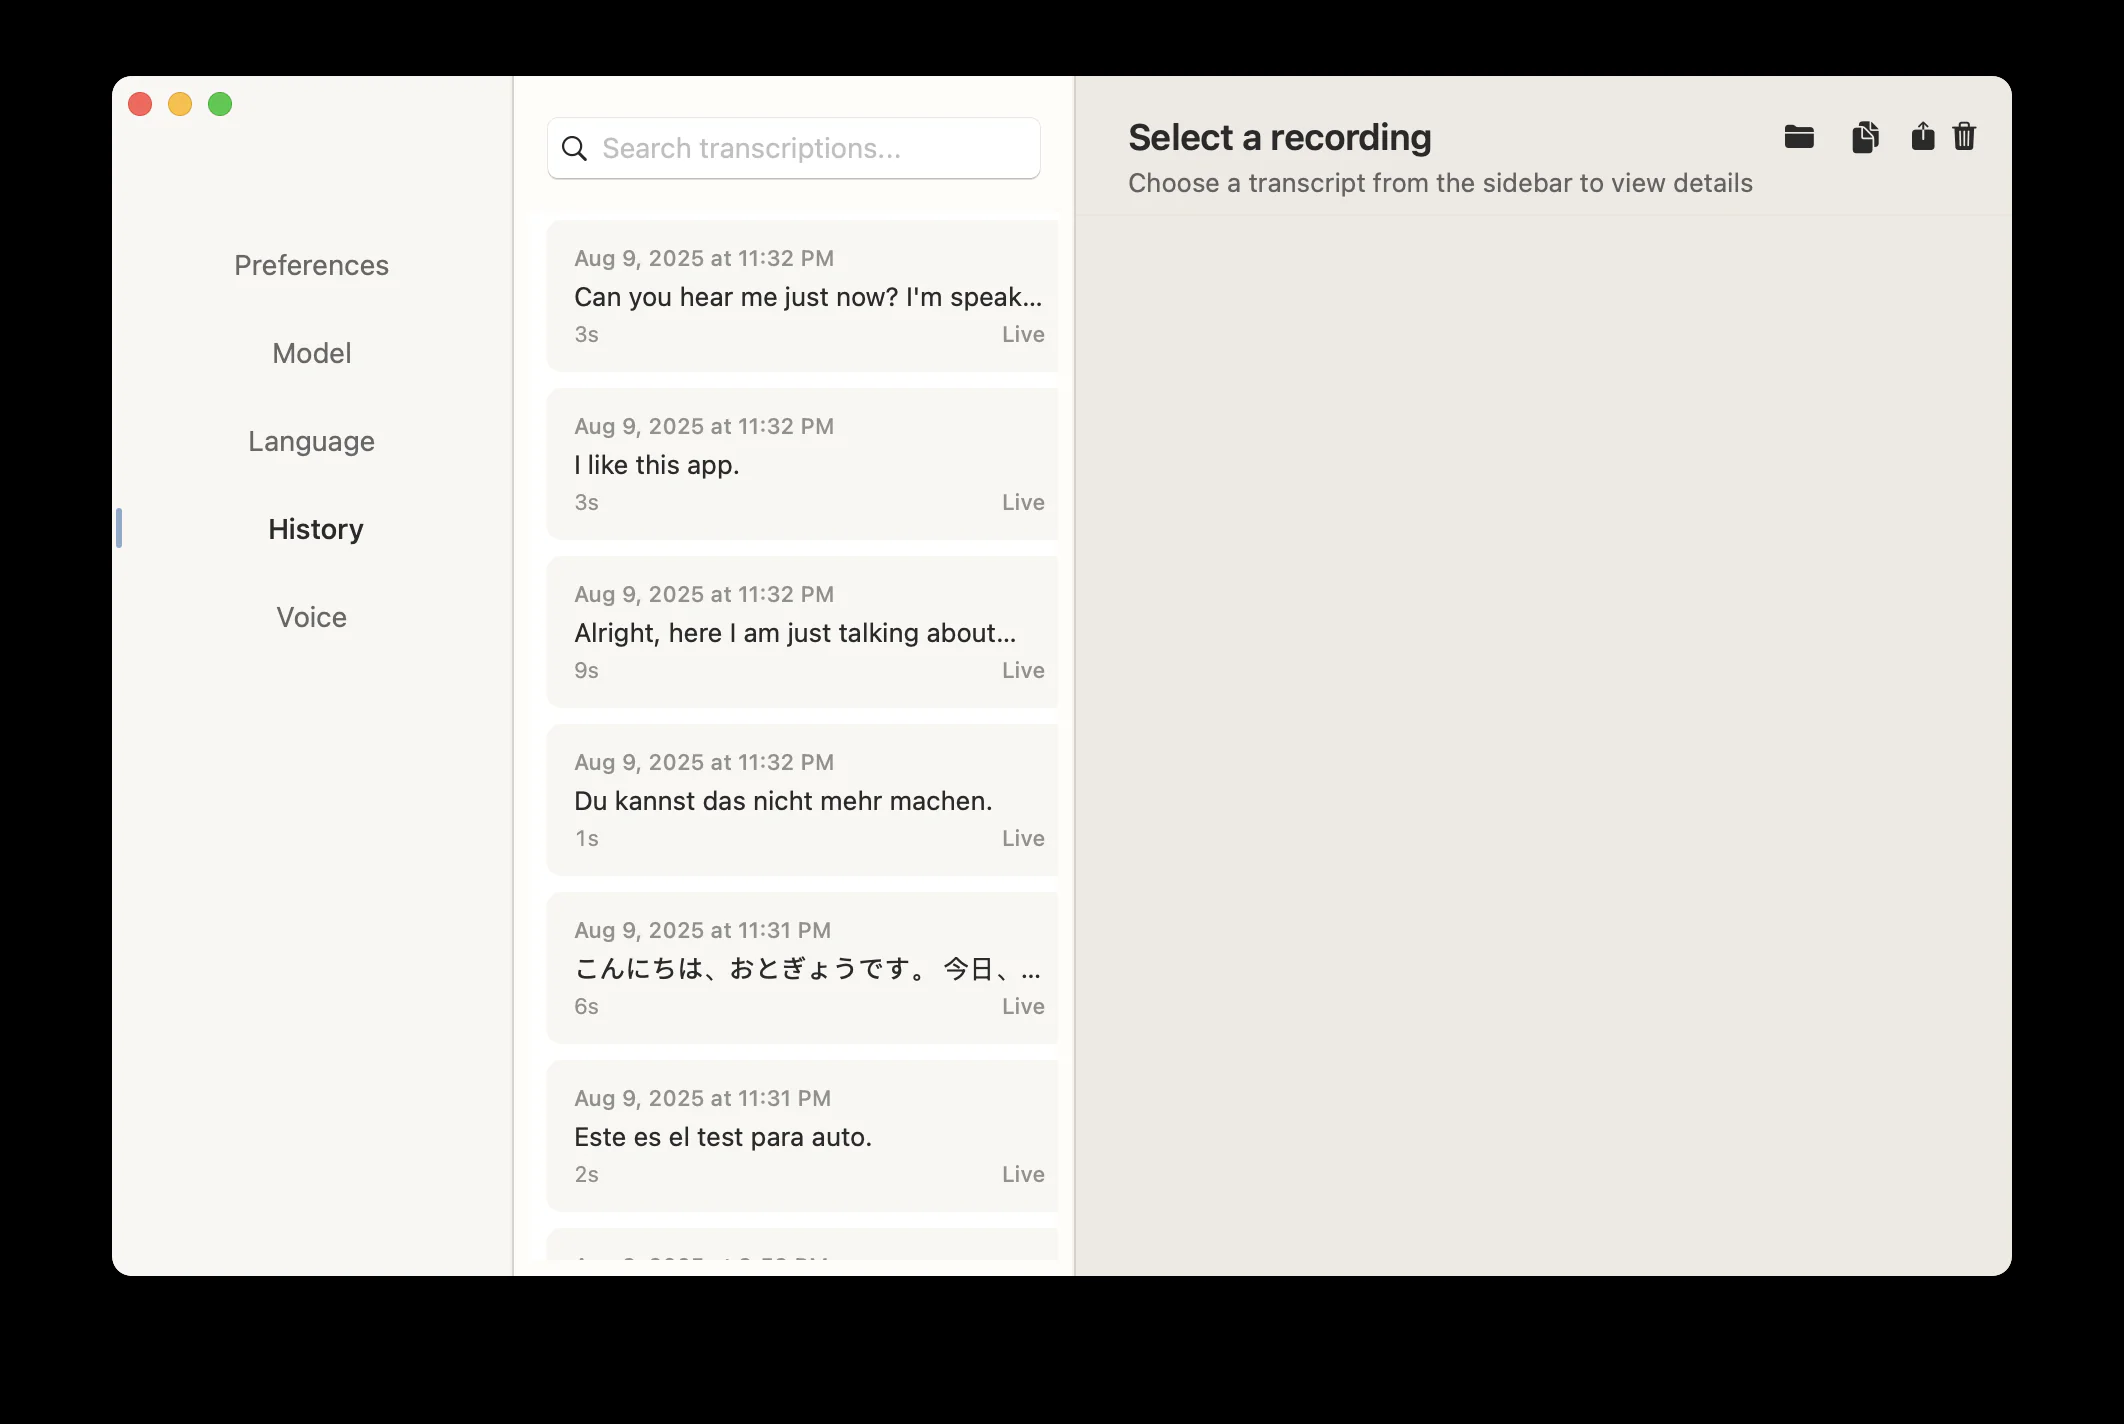 Preferences
Model
Language
History
Voice
Search transcriptions...
Aug 9, 2025 at 11:32 PM
Can you hear me just now? I'm speak...
3s Live
Aug 9, 2025 at 11:32 PM
I like this app.
3s Live
Aug 9, 2025 at 11:32 PM
Alright, here I am just talking about...
9s Live
Aug 9, 2025 at 11:32 PM
Du kannst das nicht mehr machen.
1s Live
Aug 9, 2025 at 11:31 PM
こんにちは、おとぎょうです。 今日、...
6s Live
Aug 9, 2025 at 11:31 PM
Este es el test para auto.
2s Live
Select a recording
Choose a transcript from the sidebar to view details